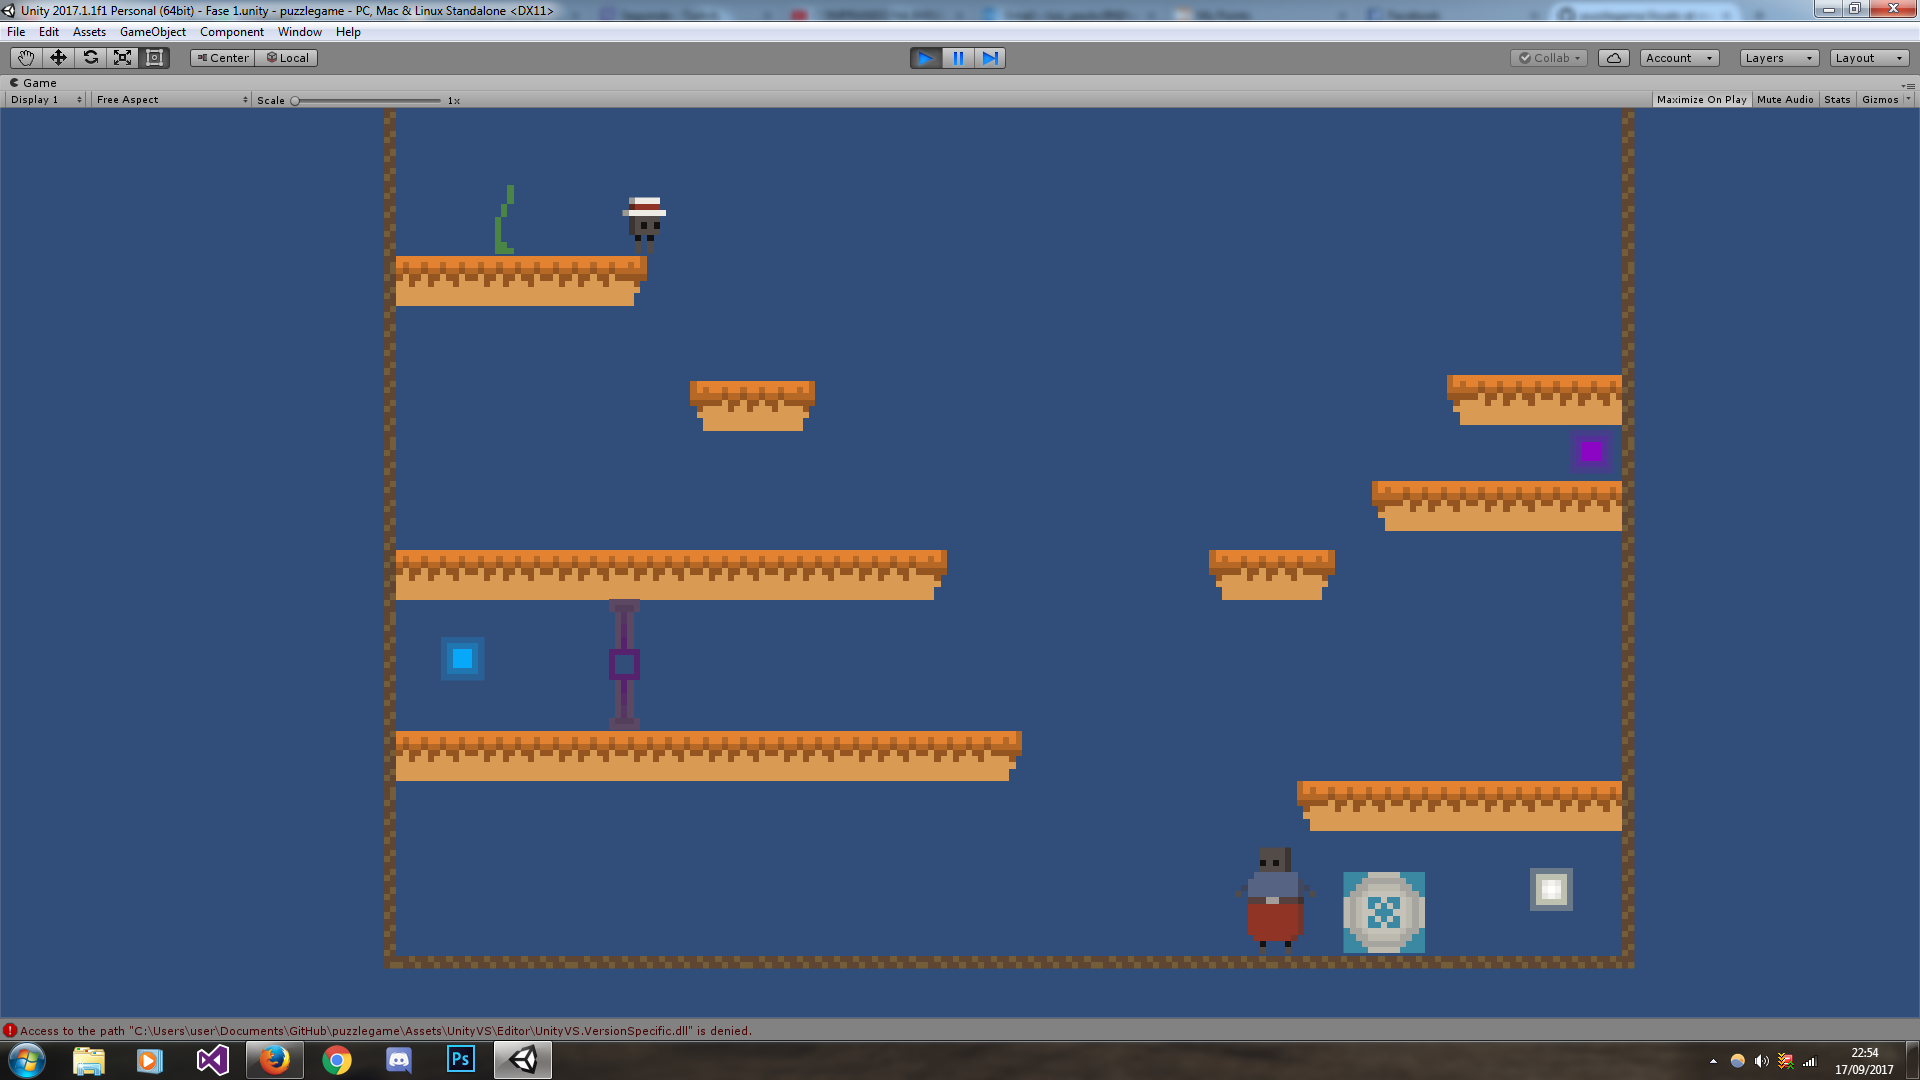 Unity 2017.1.1f1 Personal (64bit) - Fase 1.unity - puzzlegame - PC, Mac & Linux Standalone <DX11>
File Edit Assets GameObject Component Window Help
Center Local Collab Account Layers Layout
Game
Display 1 Free Aspect Scale 1x Maximize On Play Mute Audio Stats Gizmos
Access to the path "C:\Users\user\Documents\GitHub\puzzlegame\Assets\UnityVS\Editor\UnityVS.VersionSpecific.dll" is denied.
Ps
22:54
17/09/2017